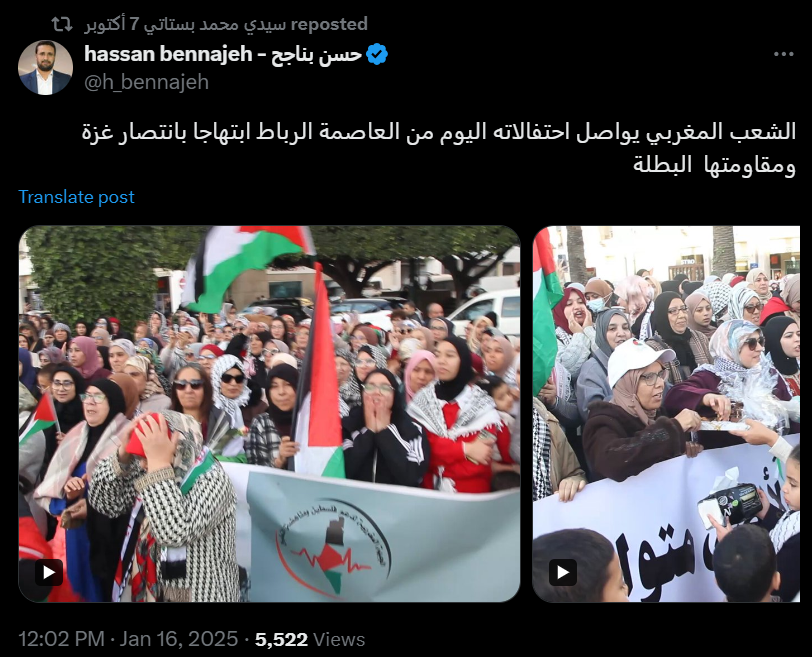 سيدي محمد بستاتي 7 أكتوبر reposted
hassan bennajeh - حسن بناجح
@h_bennajeh
الشعب المغربي يواصل احتفالاته اليوم من العاصمة الرباط ابتهاجا بانتصار غزة
ومقاومتها البطلة
Translate post
12:02 PM · Jan 16, 2025 · 5,522 Views